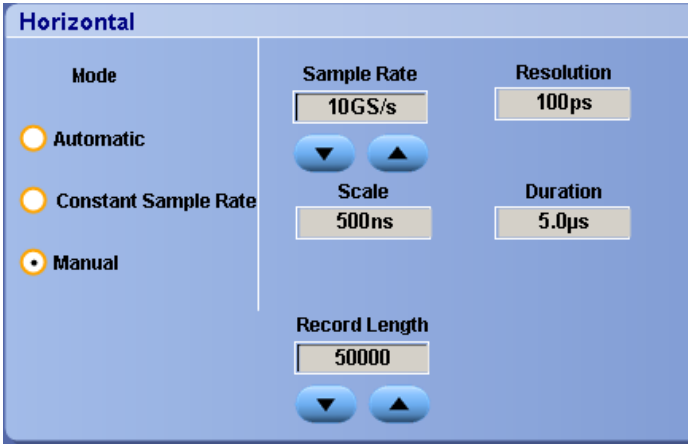 Horizontal
Mode
Automatic
Constant Sample Rate
Manual
Sample Rate
10GS/s
Resolution
100ps
Scale
500ns
Duration
5.0µs
Record Length
50000